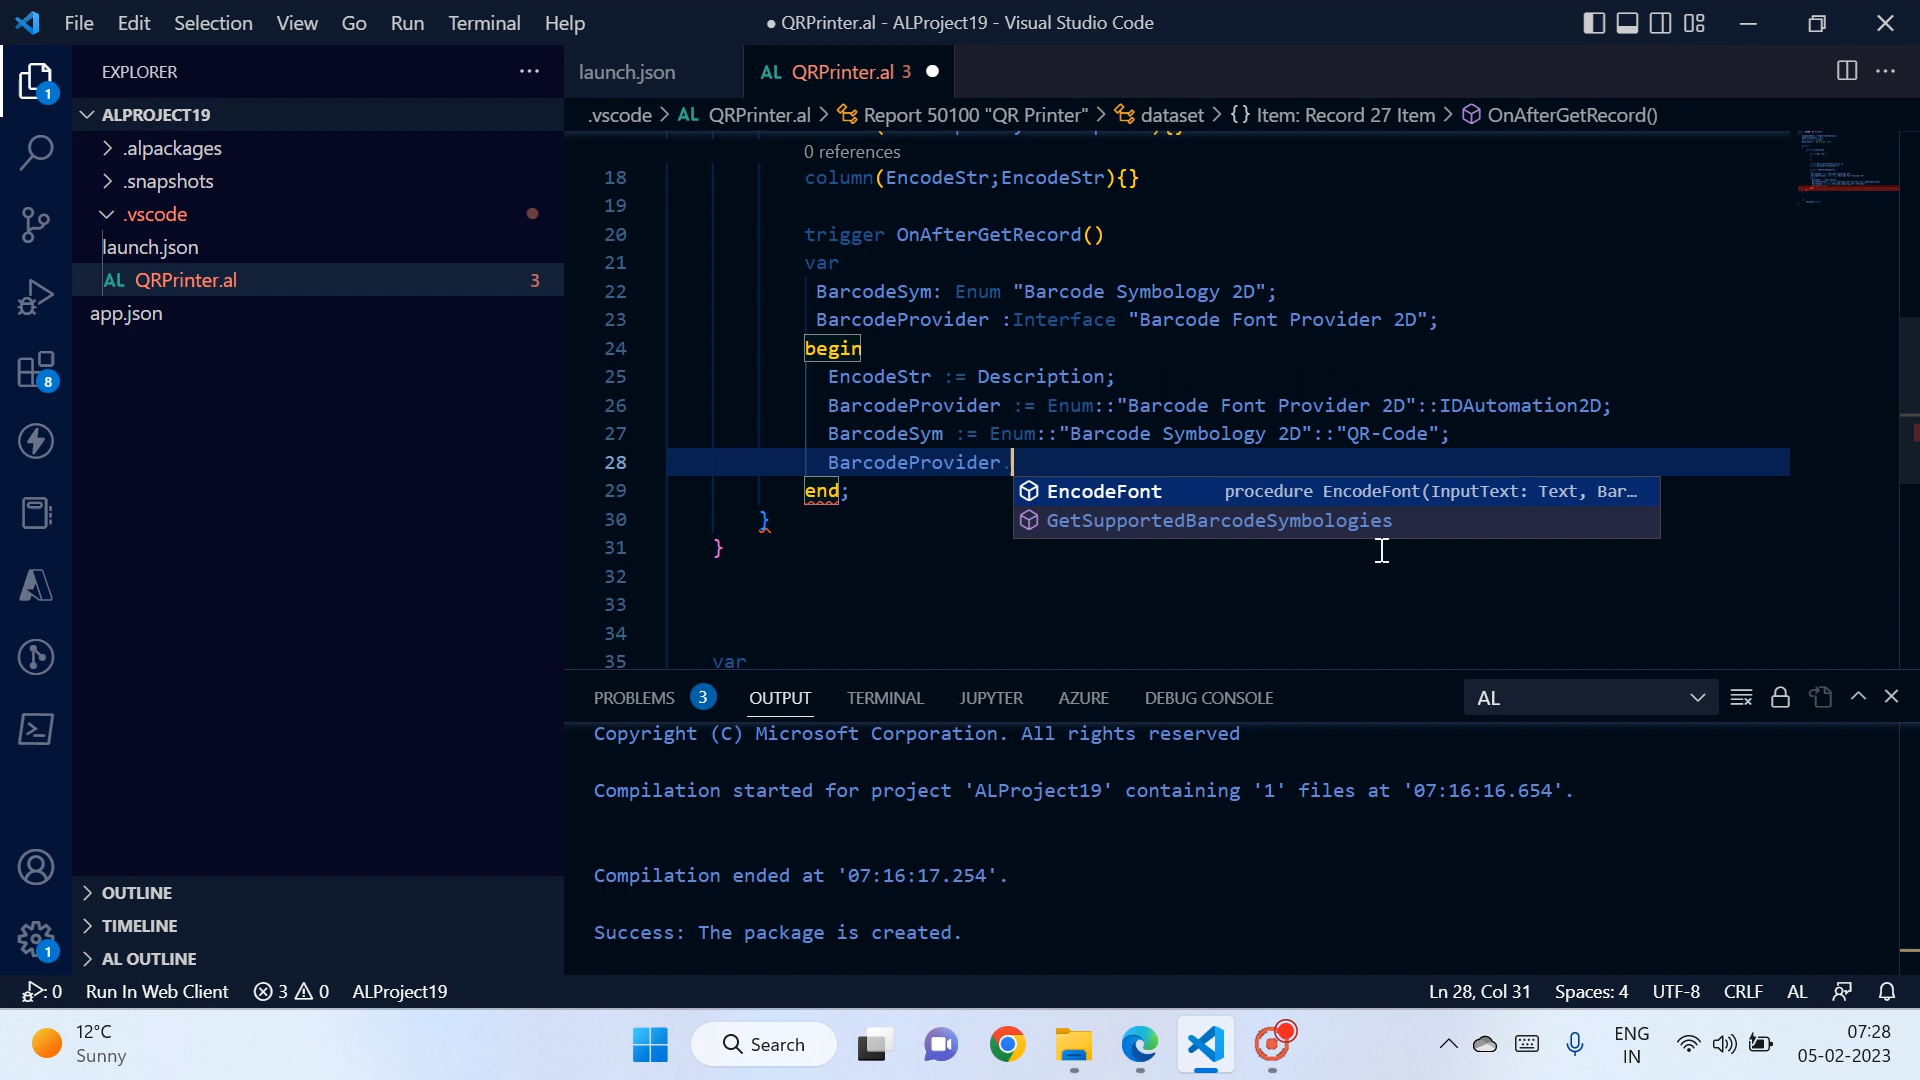 File Edit Selection View Go Run Terminal Help
● QRPrinter.al - ALProject19 - Visual Studio Code
EXPLORER
launch.json
AL QRPrinter.al 3
ALPROJECT19
.vscode > AL QRPrinter.al > Report 50100 "QR Printer" > dataset > {} Item: Record 27 Item > OnAfterGetRecord()
.alpackages
.snapshots
.vscode
launch.json
AL QRPrinter.al 3
app.json
0 references
18 column(EncodeStr;EncodeStr){}
19
20 trigger OnAfterGetRecord()
21 var
22 BarcodeSym: Enum "Barcode Symbology 2D";
23 BarcodeProvider :Interface "Barcode Font Provider 2D";
24 begin
25 EncodeStr := Description;
26 BarcodeProvider := Enum::"Barcode Font Provider 2D"::IDAutomation2D;
27 BarcodeSym := Enum::"Barcode Symbology 2D"::"QR-Code";
28 BarcodeProvider.
29 end;
30 }
31 }
32
33
34
35 var
EncodeFont procedure EncodeFont(InputText: Text, Bar...
GetSupportedBarcodeSymbologies
PROBLEMS 3 OUTPUT TERMINAL JUPYTER AZURE DEBUG CONSOLE
AL
Copyright (C) Microsoft Corporation. All rights reserved
Compilation started for project 'ALProject19' containing '1' files at '07:16:16.654'.
Compilation ended at '07:16:17.254'.
Success: The package is created.
OUTLINE
TIMELINE
AL OUTLINE
1
8
1
0 Run In Web Client 3 0 ALProject19
Ln 28, Col 31 Spaces: 4 UTF-8 CRLF AL
12°C
Sunny
Search
ENG
IN
07:28
05-02-2023